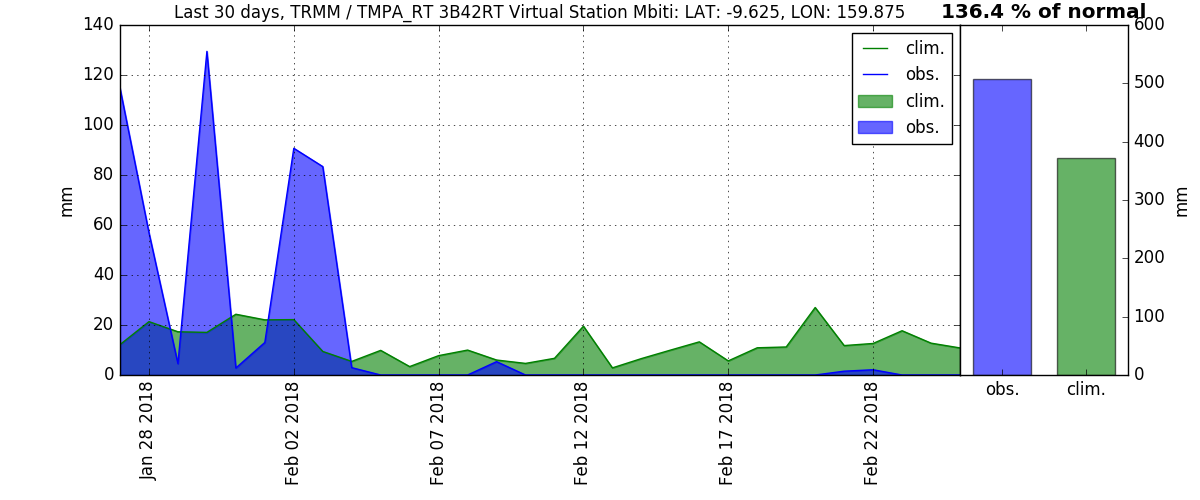 Last 30 days, TRMM / TMPA_RT 3B42RT Virtual Station Mbiti: LAT: -9.625, LON: 159.875
136.4 % of normal
140
120
100
80
60
40
20
0
mm
clim.
obs.
clim.
obs.
Jan 28 2018
Feb 02 2018
Feb 07 2018
Feb 12 2018
Feb 17 2018
Feb 22 2018
600
500
400
300
200
100
0
mm
obs.
clim.